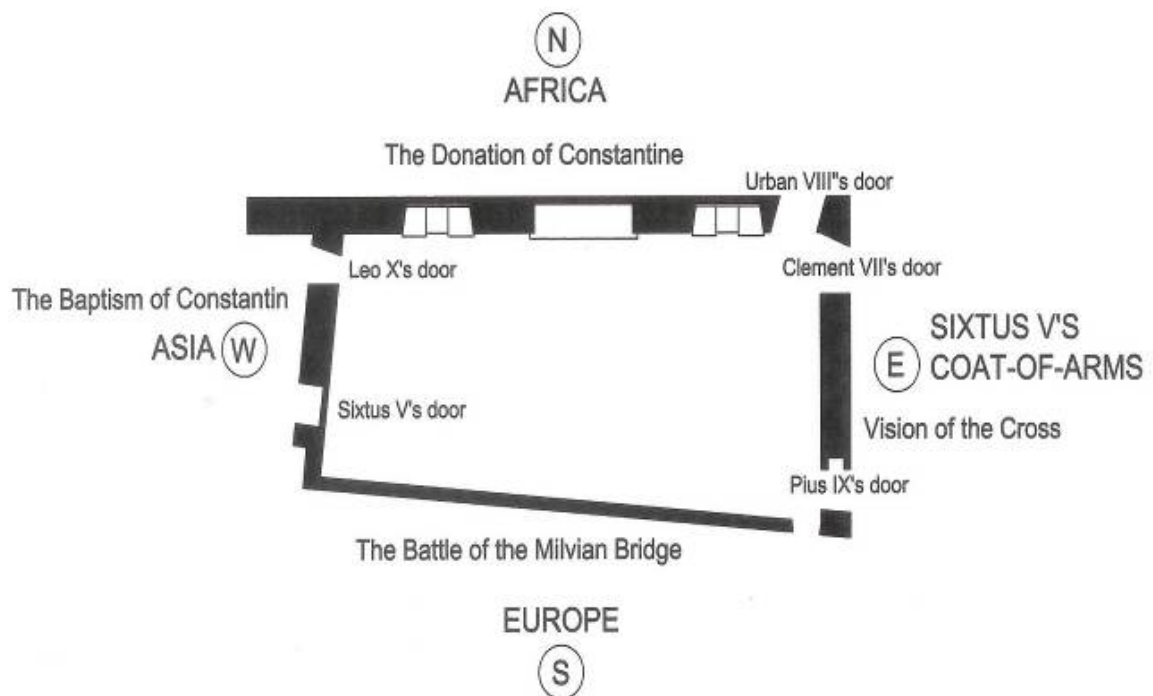 N
AFRICA
The Donation of Constantine
Urban VIII"s door
Leo X's door
Clement VII's door
The Baptism of Constantin
ASIA W
SIXTUS V'S
E COAT-OF-ARMS
Sixtus V's door
Vision of the Cross
Pius IX's door
The Battle of the Milvian Bridge
EUROPE
S